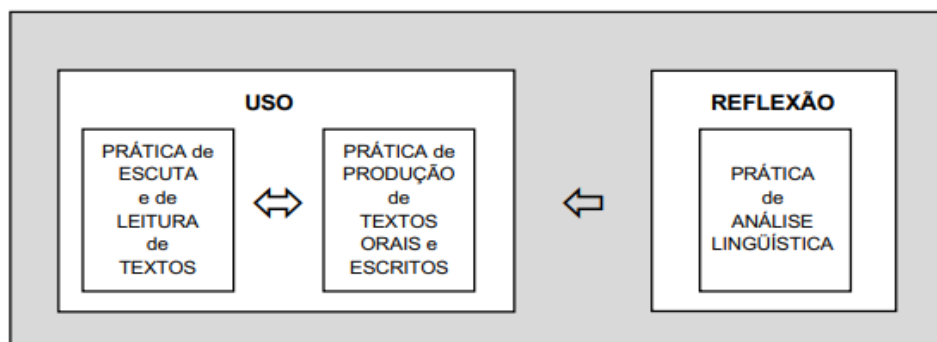 USO
PRÁTICA de
ESCUTA
e de
LEITURA
de
TEXTOS
PRÁTICA de
PRODUÇÃO
de
TEXTOS
ORAIS e
ESCRITOS
REFLEXÃO
PRÁTICA
de
ANÁLISE
LINGÜÍSTICA